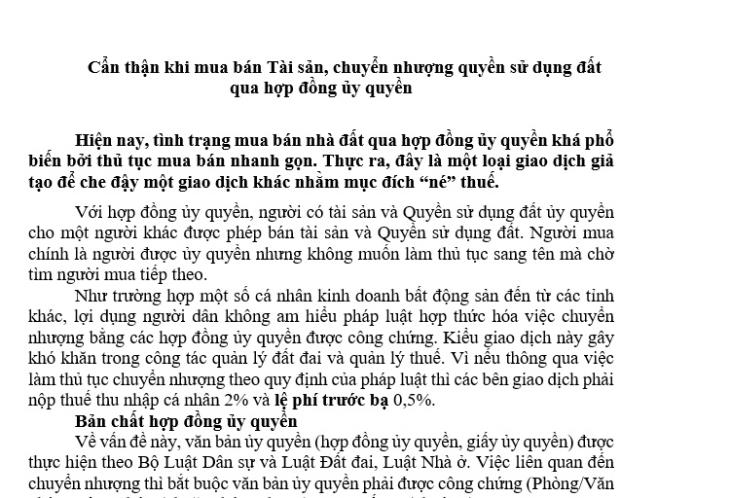 Cẩn thận khi mua bán Tài sản, chuyển nhượng quyền sử dụng đất
qua hợp đồng ủy quyền
Hiện nay, tình trạng mua bán nhà đất qua hợp đồng ủy quyền khá phổ
biến bởi thủ tục mua bán nhanh gọn. Thực ra, đây là một loại giao dịch giả
tạo để che đậy một giao dịch khác nhằm mục đích “né” thuế.
Với hợp đồng ủy quyền, người có tài sản và Quyền sử dụng đất ủy quyền
cho một người khác được phép bán tài sản và Quyền sử dụng đất. Người mua
chính là người được ủy quyền nhưng không muốn làm thủ tục sang tên mà chờ
tìm người mua tiếp theo.
Như trường hợp một số cá nhân kinh doanh bất động sản đến từ các tỉnh
khác, lợi dụng người dân không am hiểu pháp luật hợp thức hóa việc chuyển
nhượng bằng các hợp đồng ủy quyền được công chứng. Kiểu giao dịch này gây
khó khăn trong công tác quản lý đất đai và quản lý thuế. Vì nếu thông qua việc
làm thủ tục chuyển nhượng theo quy định của pháp luật thì các bên giao dịch phải
nộp thuế thu nhập cá nhân 2% và lệ phí trước bạ 0,5%.
Bản chất hợp đồng ủy quyền
Về vấn đề này, văn bản ủy quyền (hợp đồng ủy quyền, giấy ủy quyền) được
thực hiện theo Bộ Luật Dân sự và Luật Đất đai, Luật Nhà ở. Việc liên quan đến
chuyển nhượng thì bắt buộc văn bản ủy quyền phải được công chứng (Phòng/Văn